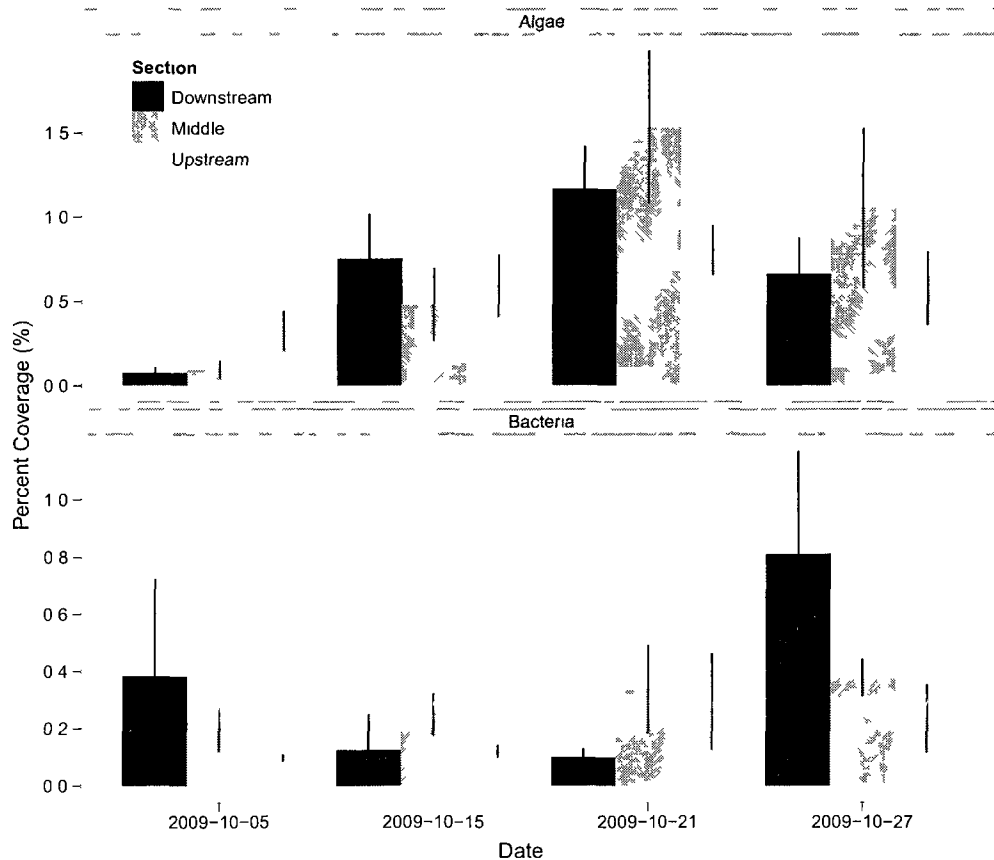 Algae
Section
Downstream
Middle
Upstream
1 5
1 0
0 5
0 0
Percent Coverage (%)
Bacteria
1 0
0 8
0 6
0 4
0 2
0 0
2009-10-05
2009-10-15
2009-10-21
2009-10-27
Date